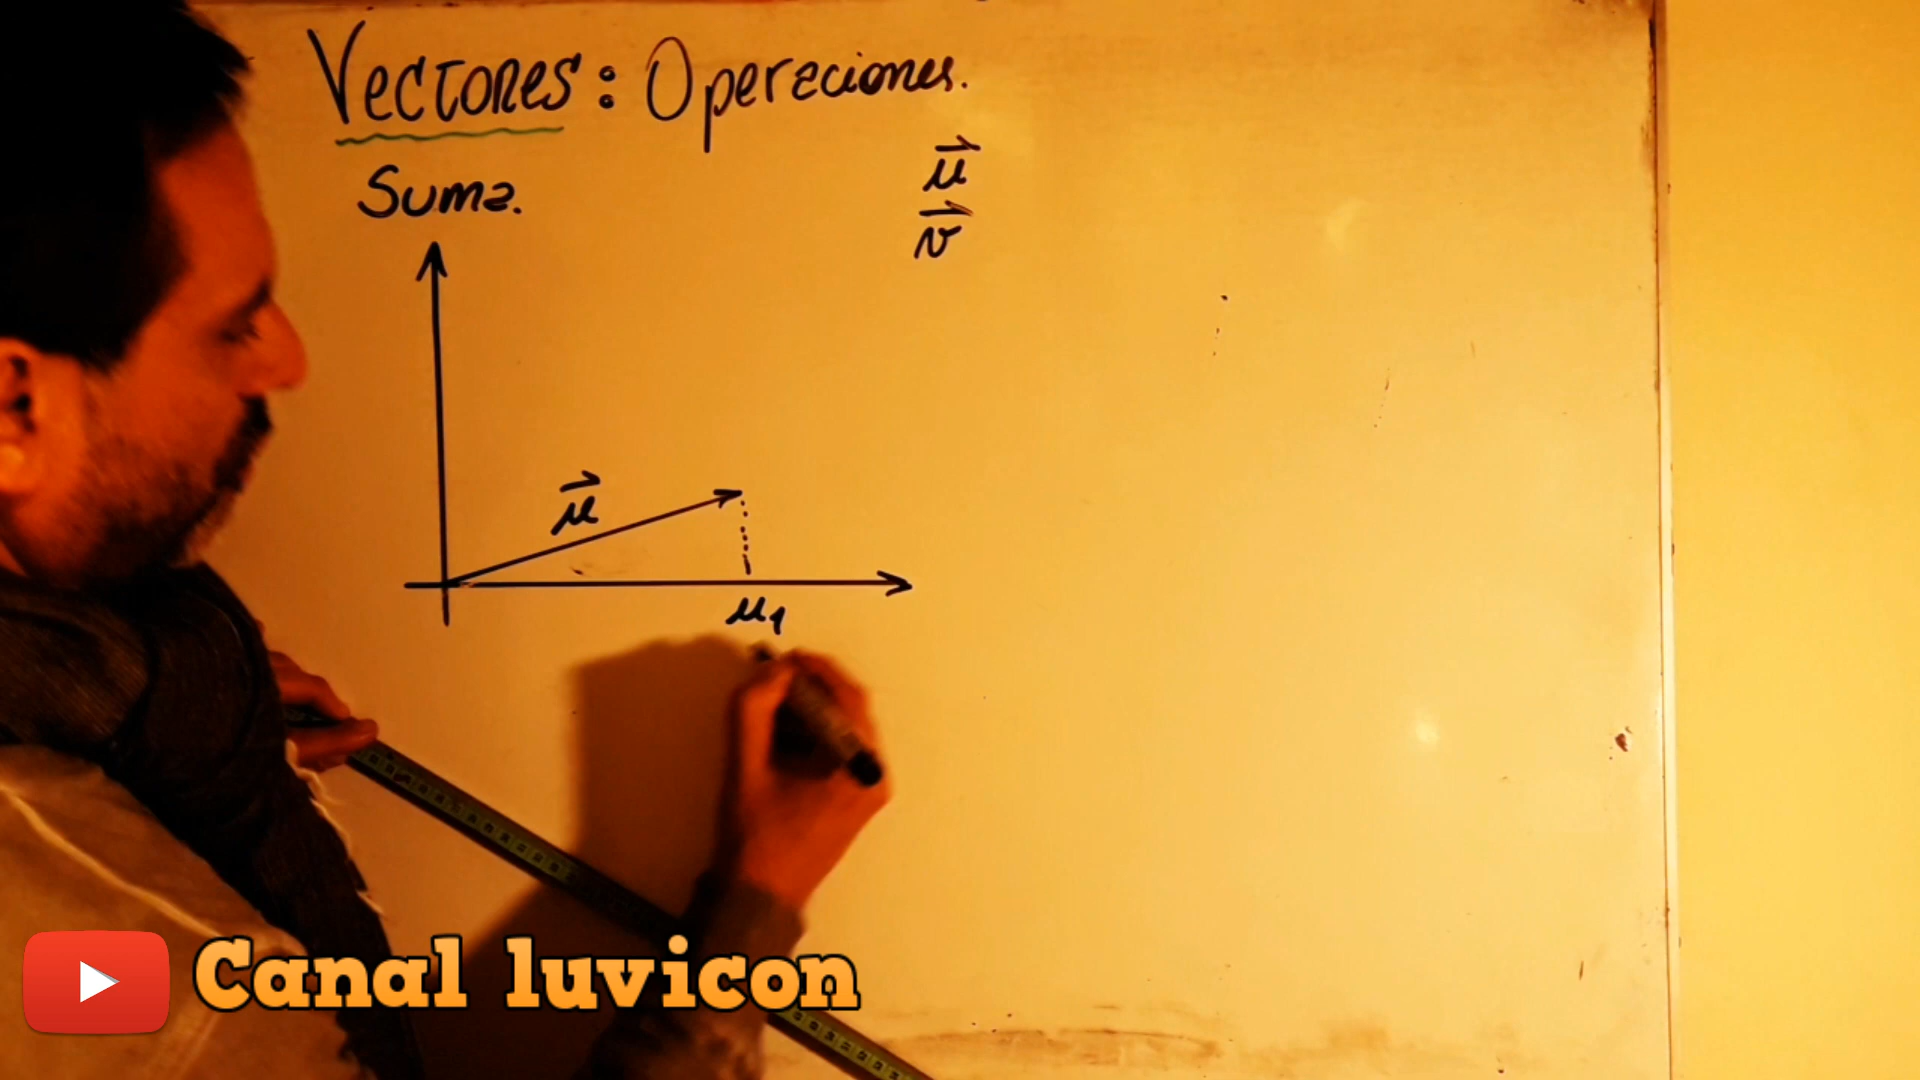 Vectores: Operaciones.
Suma.
u⃗
v⃗
u⃗
u₁
Canal luvicon